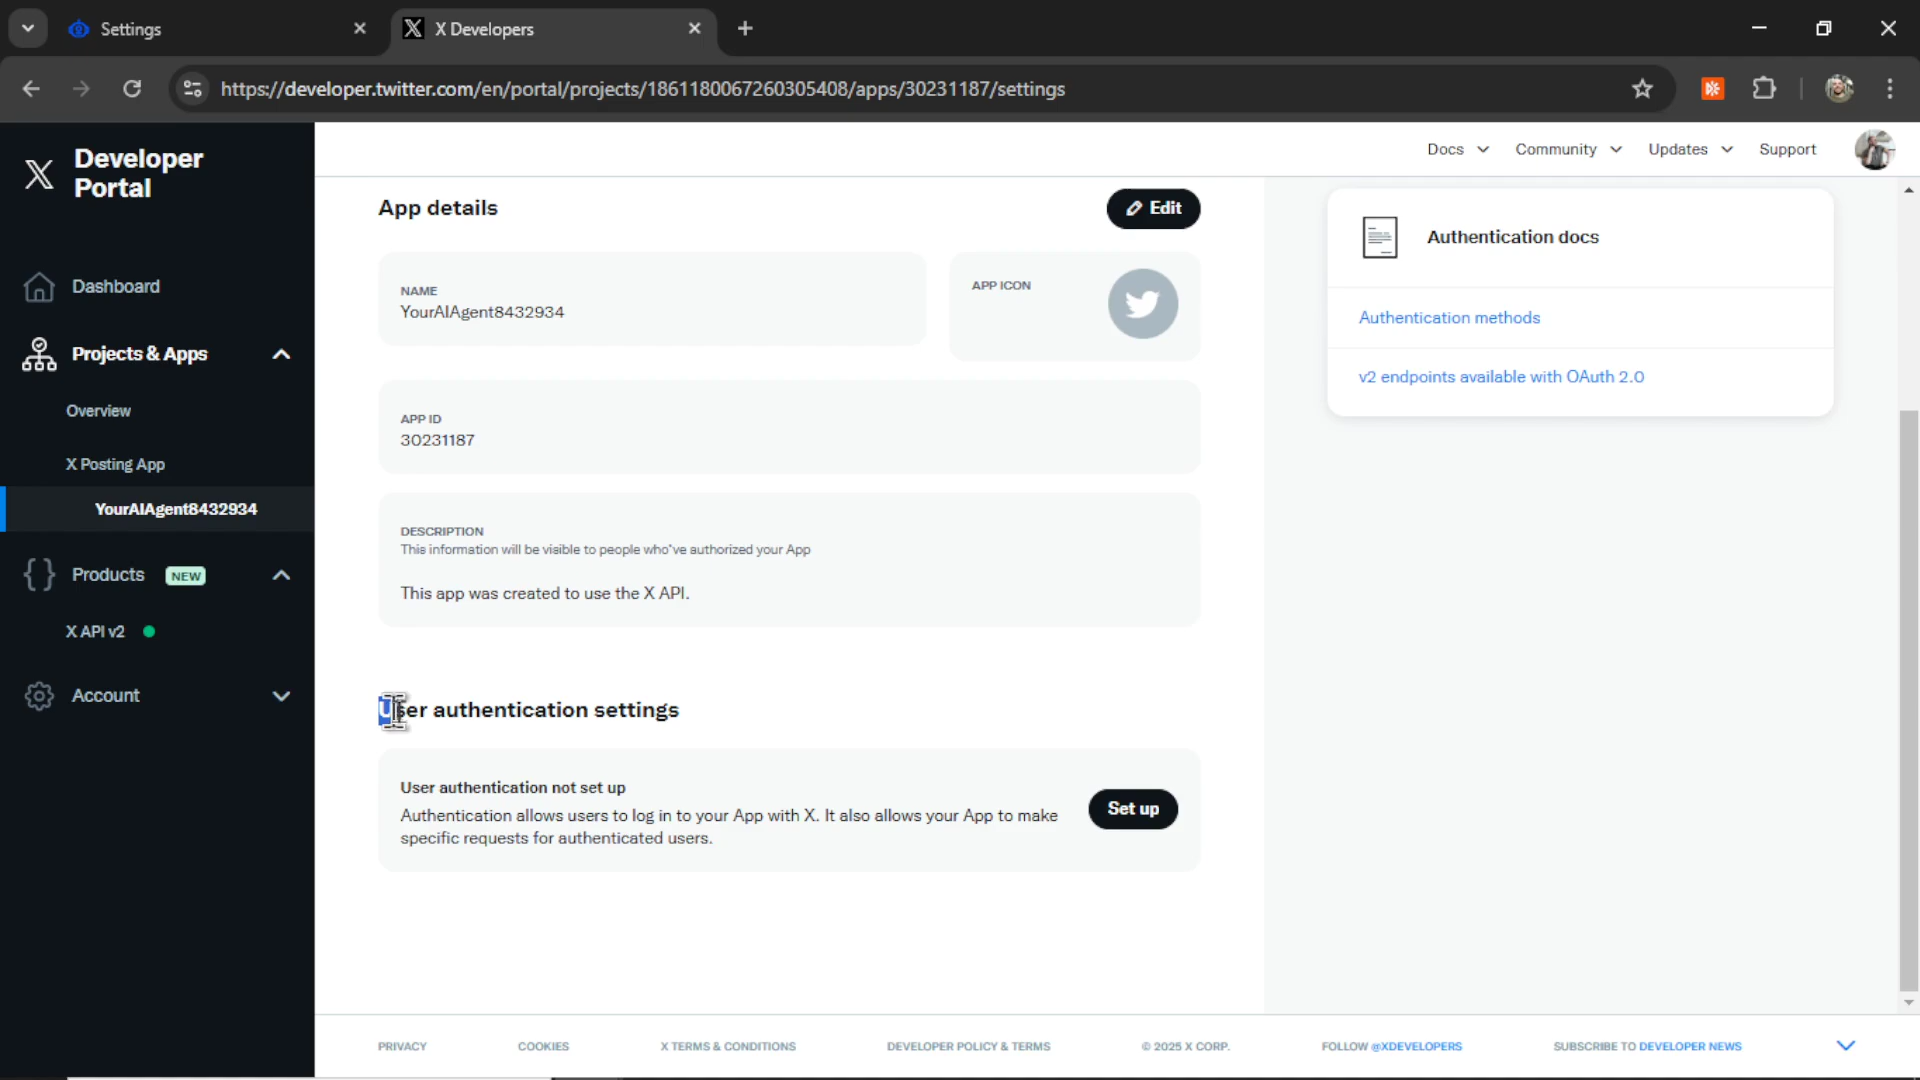 Settings
X Developers
https://developer.twitter.com/en/portal/projects/1861180067260305408/apps/30231187/settings
Developer
Portal
Docs
Community
Updates
Support
Dashboard
Projects & Apps
Overview
X Posting App
YourAIAgent8432934
Products NEW
X API v2
Account
App details
Edit
NAME
YourAIAgent8432934
APP ICON
APP ID
30231187
DESCRIPTION
This information will be visible to people who've authorized your App
This app was created to use the X API.
User authentication settings
User authentication not set up
Authentication allows users to log in to your App with X. It also allows your App to make
specific requests for authenticated users.
Set up
Authentication docs
Authentication methods
v2 endpoints available with OAuth 2.0
PRIVACY
COOKIES
X TERMS & CONDITIONS
DEVELOPER POLICY & TERMS
© 2025 X CORP.
FOLLOW @XDEVELOPERS
SUBSCRIBE TO DEVELOPER NEWS